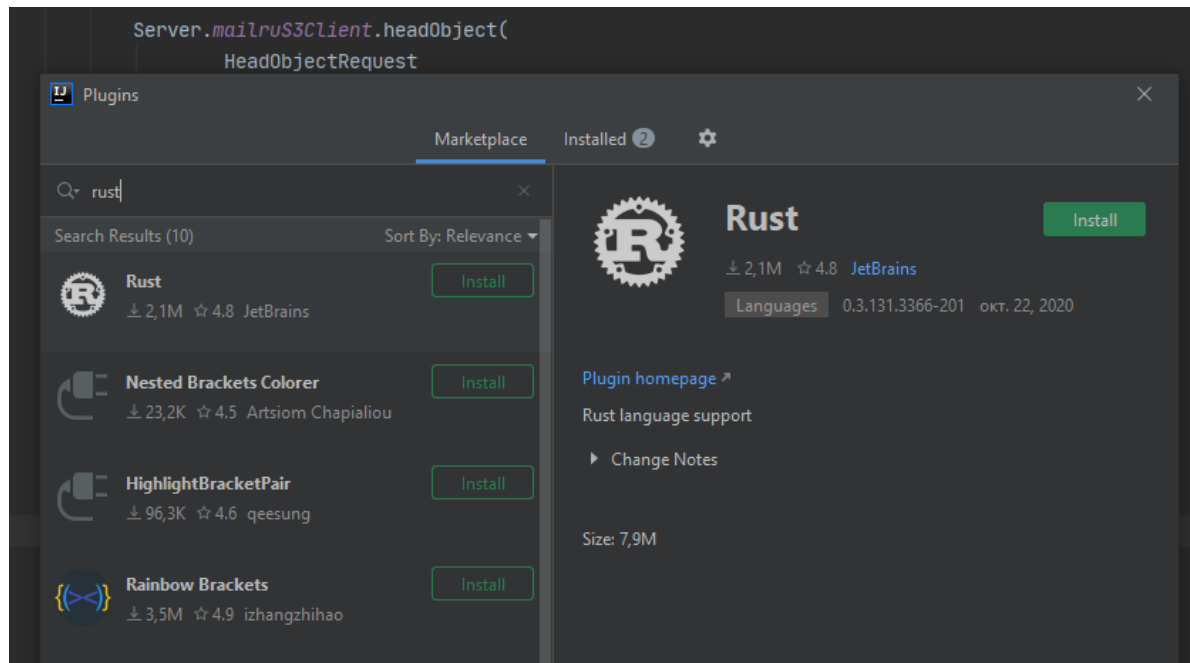 Server.mailruS3Client.headObject(
HeadObjectRequest
IJ Plugins
Marketplace Installed 2
rust
Search Results (10) Sort By: Relevance
Rust Install
2,1M 4.8 JetBrains
Nested Brackets Colorer Install
23,2K 4.5 Artsiom Chapialiou
HighlightBracketPair Install
96,3K 4.6 qeesung
{(><)} Rainbow Brackets Install
3,5M 4.9 izhangzhihao
R
Rust Install
2,1M 4.8 JetBrains
Languages 0.3.131.3366-201 окт. 22, 2020
Plugin homepage
Rust language support
Change Notes
Size: 7,9M